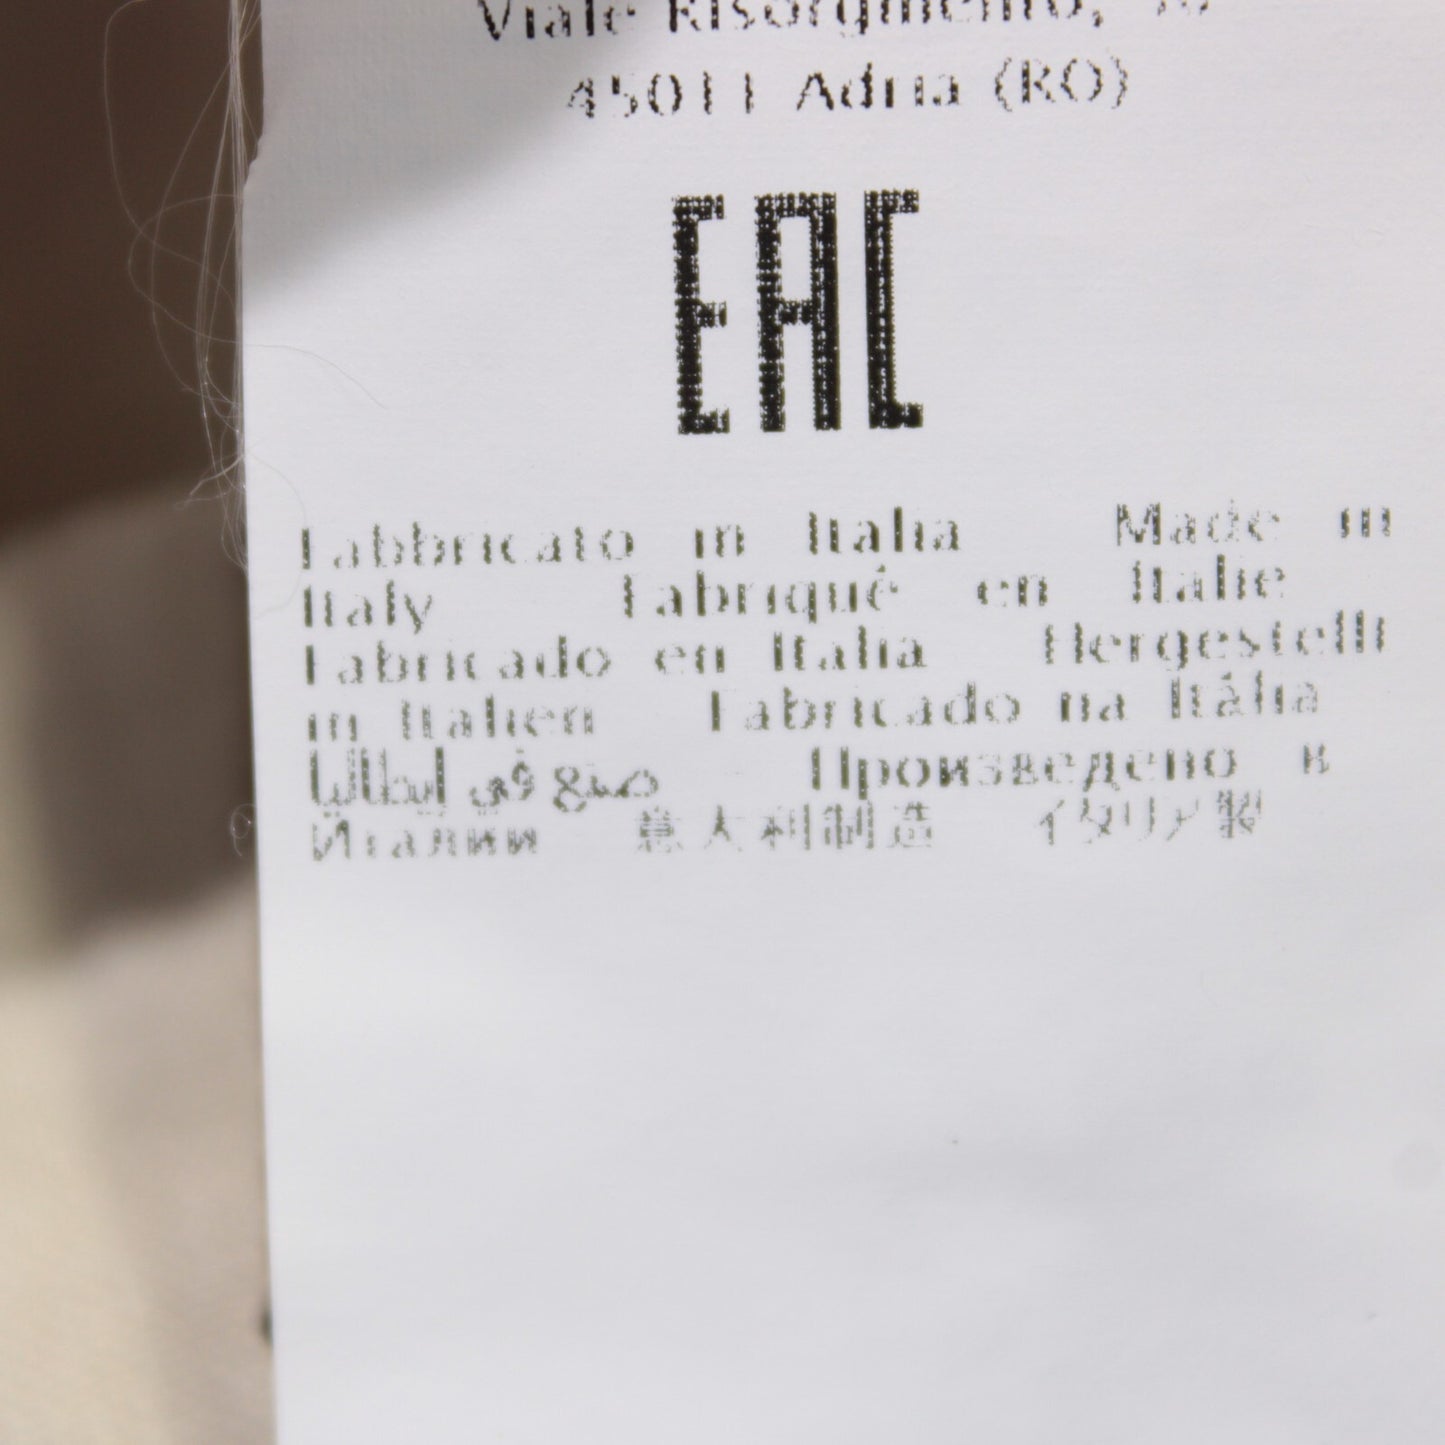 Viale Risorgimento,
45011 Adria (RO)
EAC
Fabbricato in Italia Made in
Italy Fabriqué en Italie
Fabricado en Italia Hergestellt
in Italien Fabricado na Itália
صنع في إيطاليا Произведено в
Италии 意大利制造 イタリア製